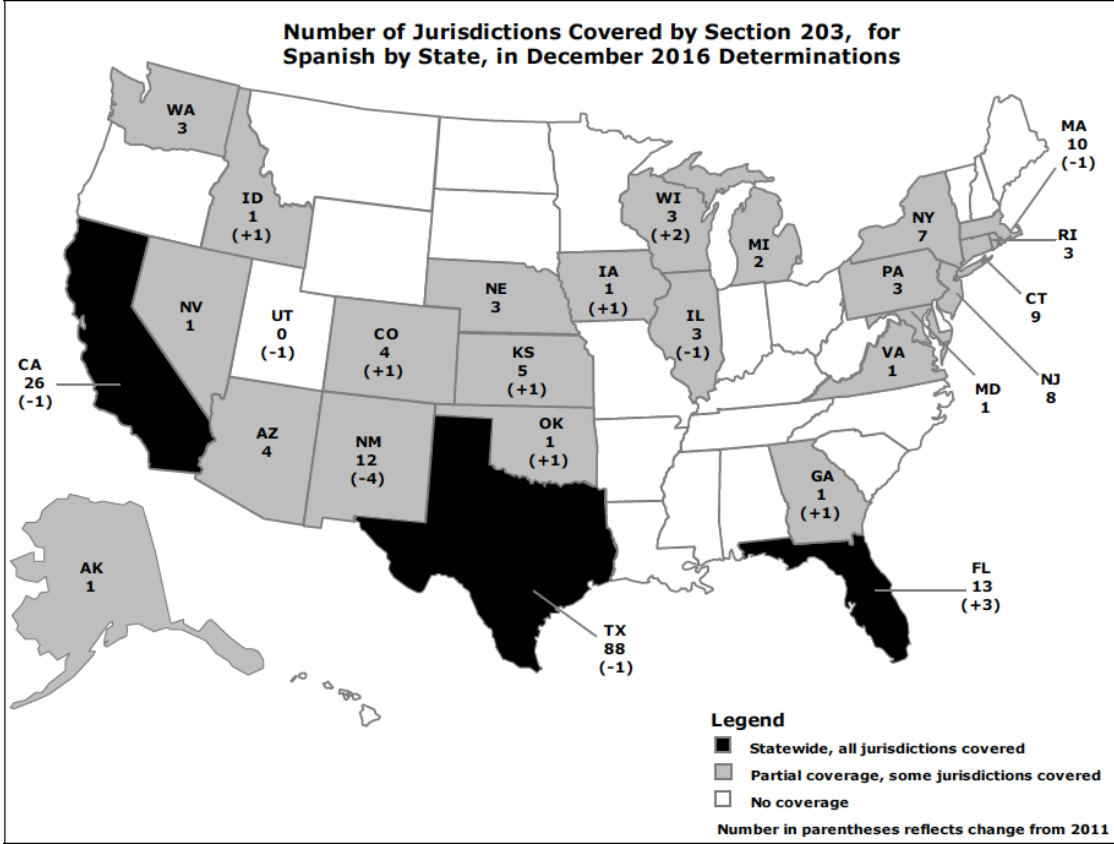 Number of Jurisdictions Covered by Section 203, for
Spanish by State, in December 2016 Determinations
WA
3
ID
1
(+1)
WI
3
(+2)
MI
2
NY
7
MA
10
(-1)
RI
3
CT
9
NJ
8
MD
1
PA
3
VA
1
IA
1
(+1)
IL
3
(-1)
NE
3
KS
5
(+1)
CO
4
(+1)
UT
0
(-1)
NV
1
CA
26
(-1)
AZ
4
NM
12
(-4)
OK
1
(+1)
GA
1
(+1)
FL
13
(+3)
TX
88
(-1)
AK
1
Legend
Statewide, all jurisdictions covered
Partial coverage, some jurisdictions covered
No coverage
Number in parentheses reflects change from 2011